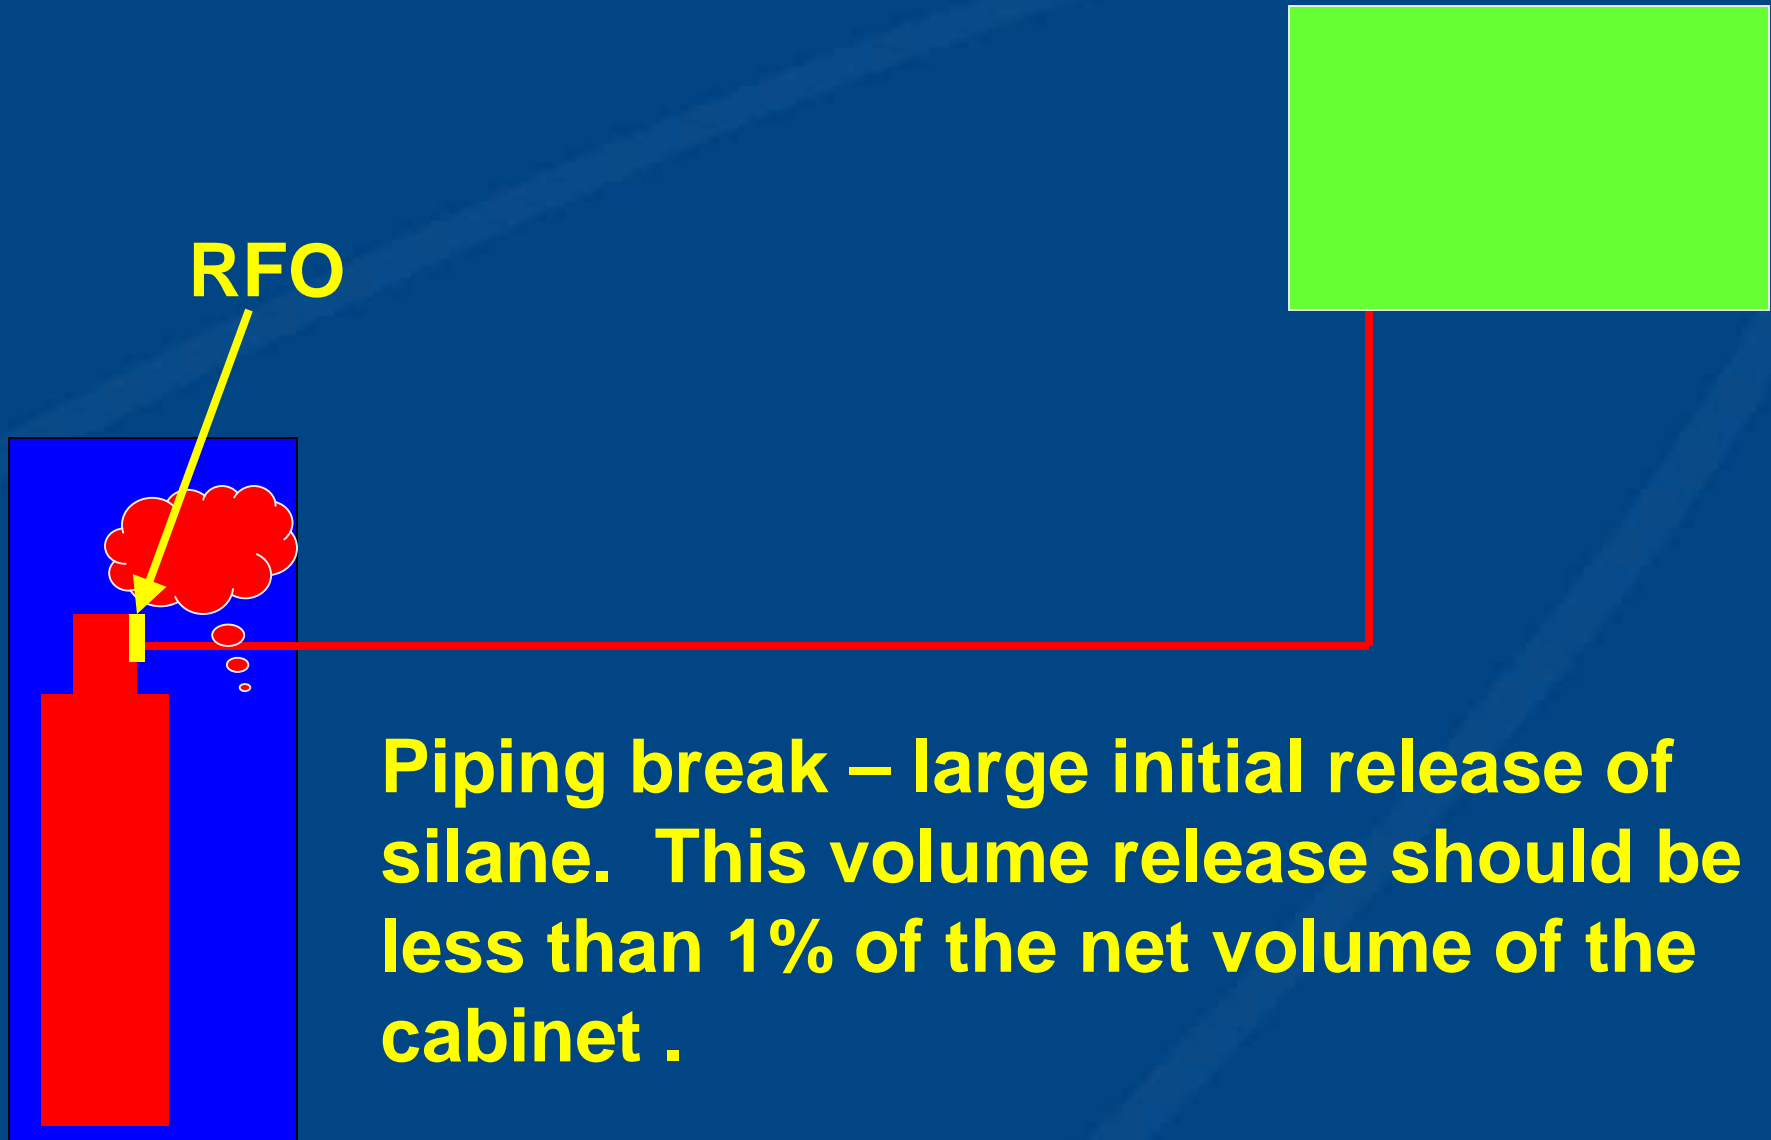 RFO
Piping break – large initial release of
silane.  This volume release should be
less than 1% of the net volume of the
cabinet .